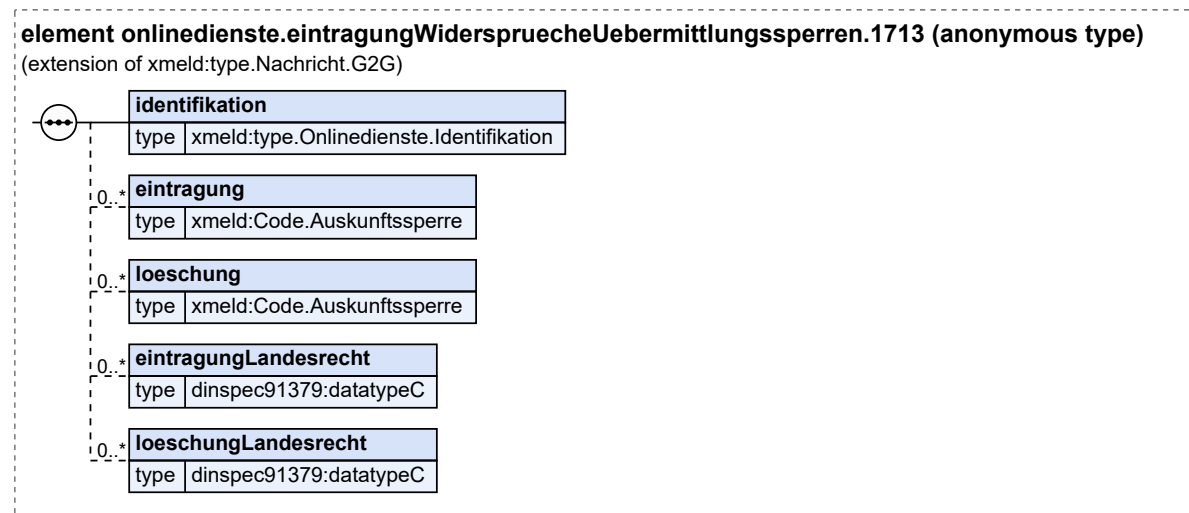 element onlinedienste.eintragungWiderspruecheUebermittlungssperren.1713 (anonymous type)
(extension of xmeld:type.Nachricht.G2G)
identifikation
type xmeld:type.Onlinedienste.Identifikation
0..* eintragung
type xmeld:Code.Auskunftssperre
0..* loeschung
type xmeld:Code.Auskunftssperre
0..* eintragungLandesrecht
type dinspec91379:datatypeC
0..* loeschungLandesrecht
type dinspec91379:datatypeC